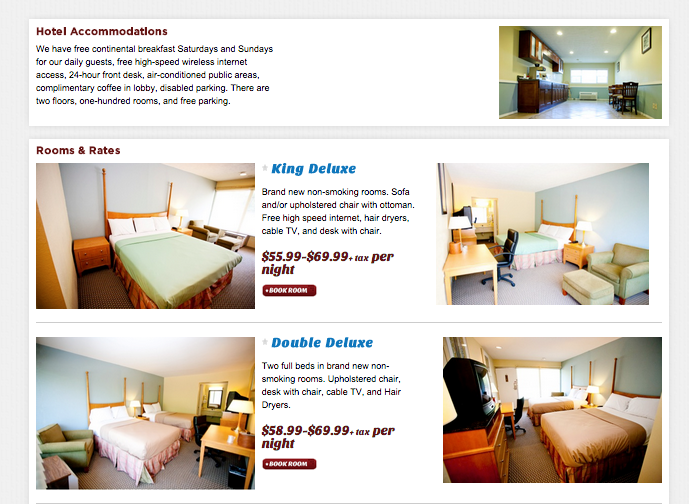 Hotel Accommodations
We have free continental breakfast Saturdays and Sundays
for our daily guests, free high-speed wireless internet
access, 24-hour front desk, air-conditioned public areas,
complimentary coffee in lobby, disabled parking. There are
two floors, one-hundred rooms, and free parking.
Rooms & Rates
King Deluxe
Brand new non-smoking rooms. Sofa
and/or upholstered chair with ottoman.
Free high speed internet, hair dryers,
cable TV, and desk with chair.
$55.99-$69.99+ tax per
night
BOOK ROOM
Double Deluxe
Two full beds in brand new non-
smoking rooms. Upholstered chair,
desk with chair, cable TV, and Hair
Dryers.
$58.99-$69.99+ tax per
night
BOOK ROOM